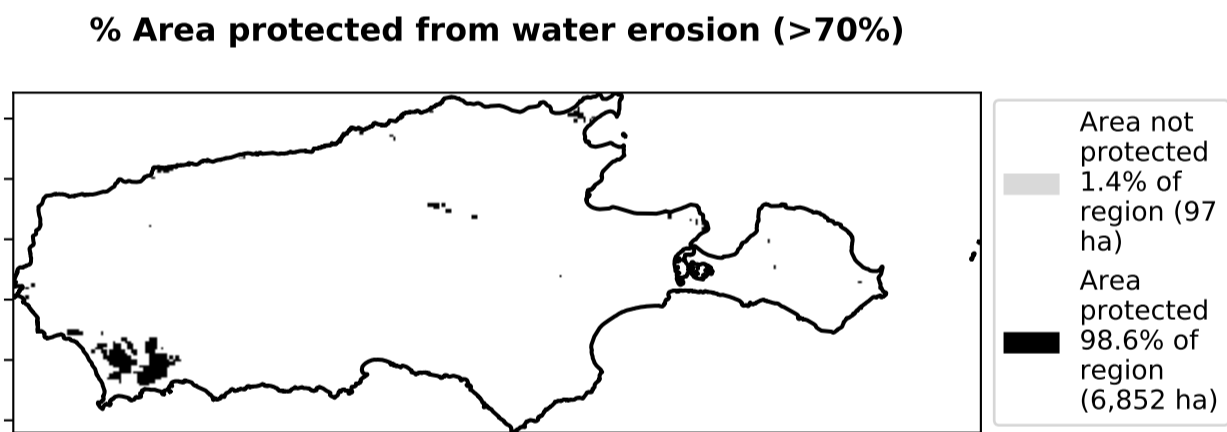 % Area protected from water erosion (>70%)
Area not
protected
1.4% of
region (97
ha)
Area
protected
98.6% of
region
(6,852 ha)